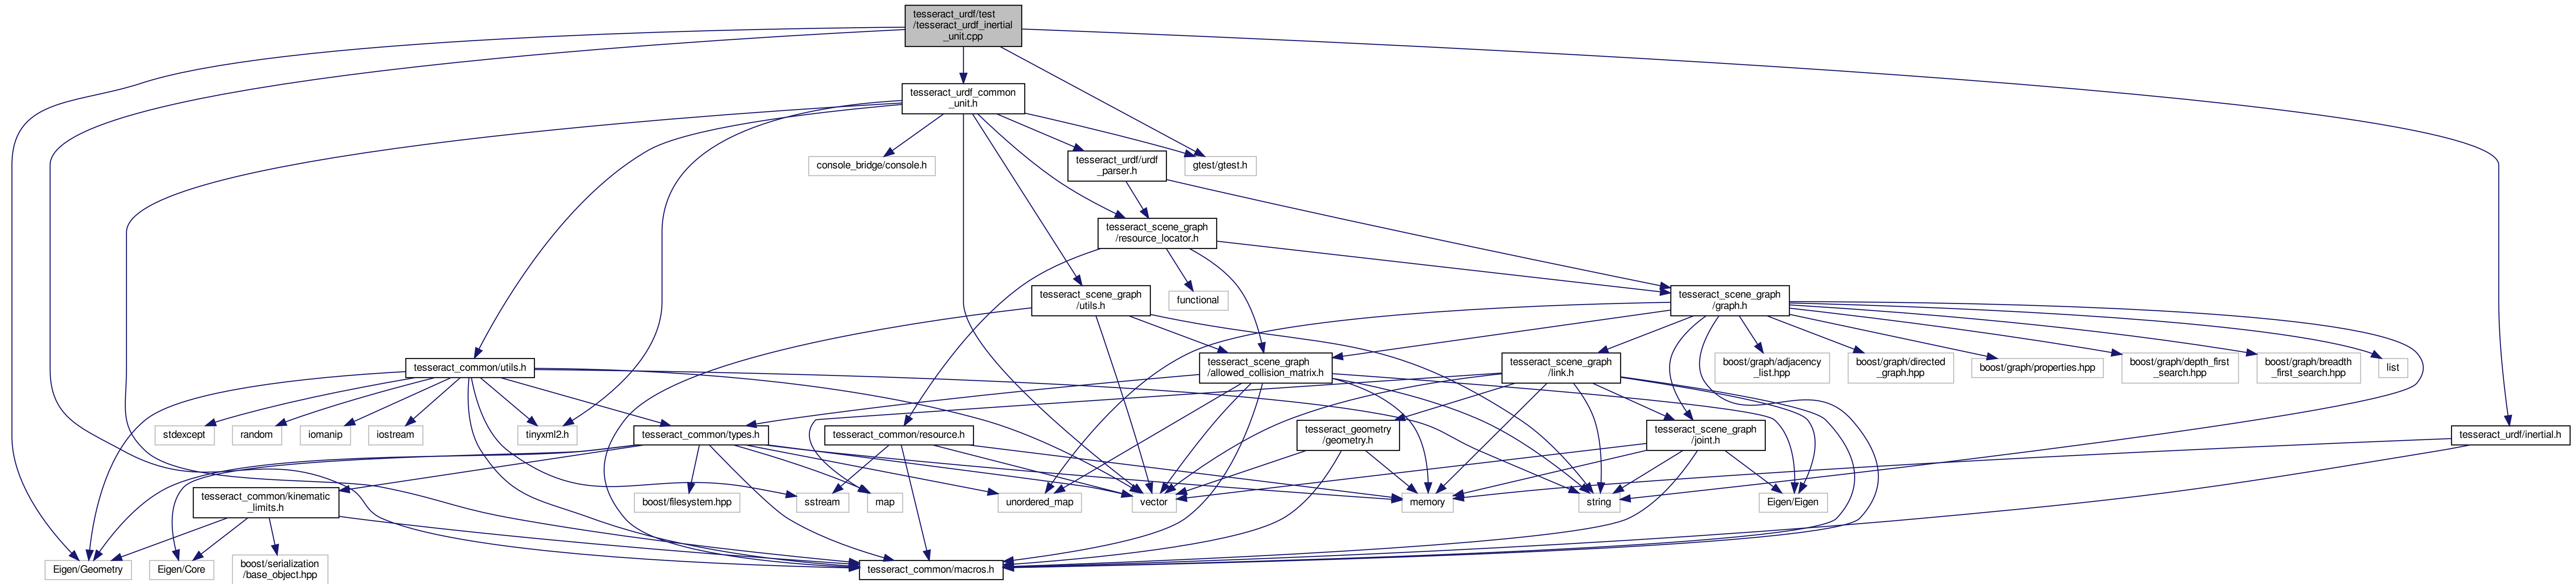 tesseract_urdf/test
/tesseract_urdf_inertial
_unit.cpp
tesseract_urdf_common
_unit.h
console_bridge/console.h
tesseract_urdf/urdf
_parser.h
gtest/gtest.h
tesseract_scene_graph
/resource_locator.h
tesseract_scene_graph
/utils.h
functional
tesseract_scene_graph
/graph.h
tesseract_common/utils.h
tesseract_scene_graph
/allowed_collision_matrix.h
tesseract_scene_graph
/link.h
boost/graph/adjacency
_list.hpp
boost/graph/directed
_graph.hpp
boost/graph/properties.hpp
boost/graph/depth_first
_search.hpp
boost/graph/breadth
_first_search.hpp
list
stdexcept
random
iomanip
iostream
tinyxml2.h
tesseract_common/types.h
tesseract_common/resource.h
tesseract_geometry
/geometry.h
tesseract_scene_graph
/joint.h
tesseract_urdf/inertial.h
tesseract_common/kinematic
_limits.h
boost/filesystem.hpp
sstream
map
unordered_map
vector
memory
string
Eigen/Eigen
Eigen/Geometry
Eigen/Core
boost/serialization
/base_object.hpp
tesseract_common/macros.h